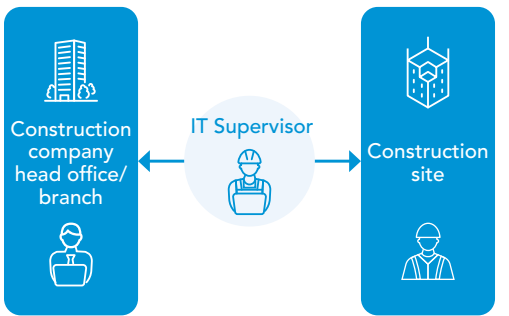 Construction
company
head office/
branch
IT Supervisor
Construction
site